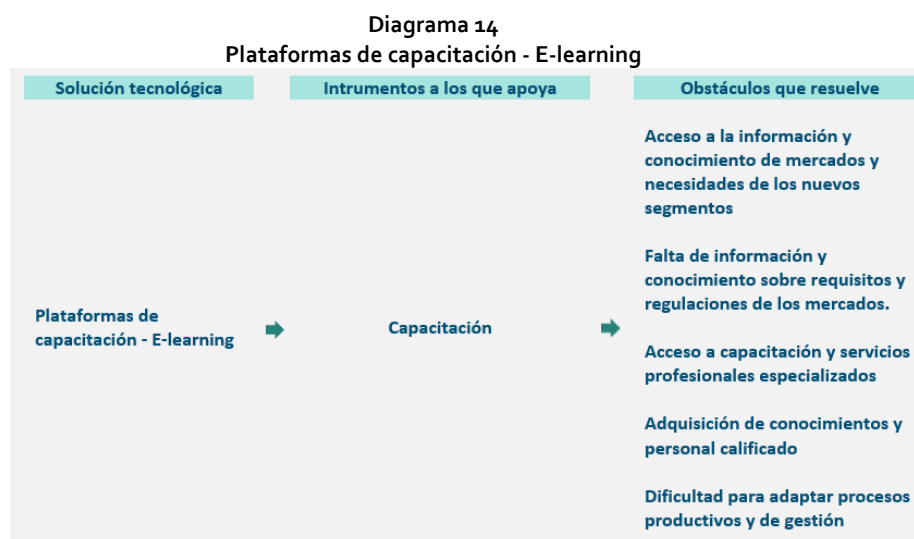 Diagrama 14
Plataformas de capacitación - E-learning
Solución tecnológica
Intrumentos a los que apoya
Obstáculos que resuelve
Plataformas de
capacitación - E-learning
Capacitación
Acceso a la información y
conocimiento de mercados y
necesidades de los nuevos
segmentos
Falta de información y
conocimiento sobre requisitos y
regulaciones de los mercados.
Acceso a capacitación y servicios
profesionales especializados
Adquisición de conocimientos y
personal calificado
Dificultad para adaptar procesos
productivos y de gestión